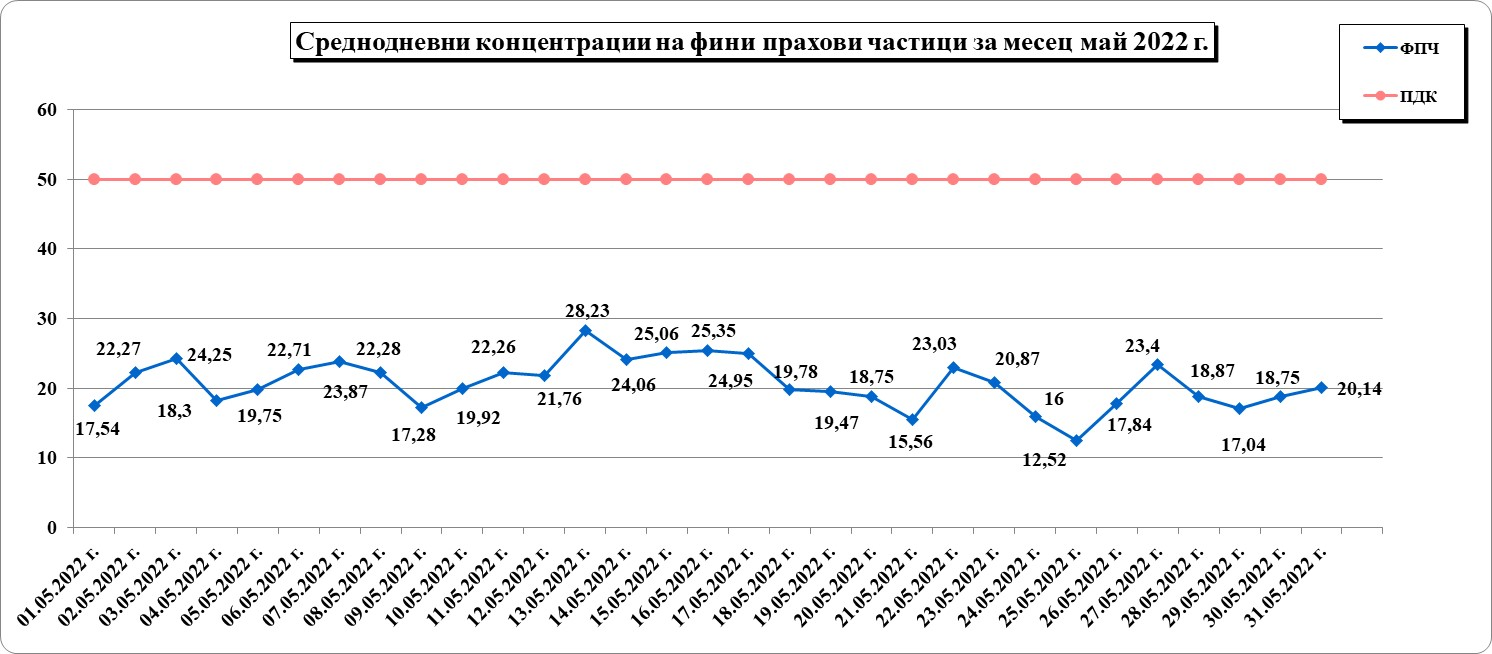 Среднодневни концентрации на фини прахови частици за месец май 2022 г.
ФПЧ
ПДК
60
50
40
30
20
10
0
17,54
22,27
24,25
18,3
19,75
22,71
23,87
22,28
17,28
19,92
22,26
21,76
28,23
24,06
25,06
25,35
24,95
19,78
19,47
18,75
15,56
23,03
20,87
16
12,52
17,84
23,4
18,87
17,04
18,75
20,14
01.05.2022 г.
02.05.2022 г.
03.05.2022 г.
04.05.2022 г.
05.05.2022 г.
06.05.2022 г.
07.05.2022 г.
08.05.2022 г.
09.05.2022 г.
10.05.2022 г.
11.05.2022 г.
12.05.2022 г.
13.05.2022 г.
14.05.2022 г.
15.05.2022 г.
16.05.2022 г.
17.05.2022 г.
18.05.2022 г.
19.05.2022 г.
20.05.2022 г.
21.05.2022 г.
22.05.2022 г.
23.05.2022 г.
24.05.2022 г.
25.05.2022 г.
26.05.2022 г.
27.05.2022 г.
28.05.2022 г.
29.05.2022 г.
30.05.2022 г.
31.05.2022 г.